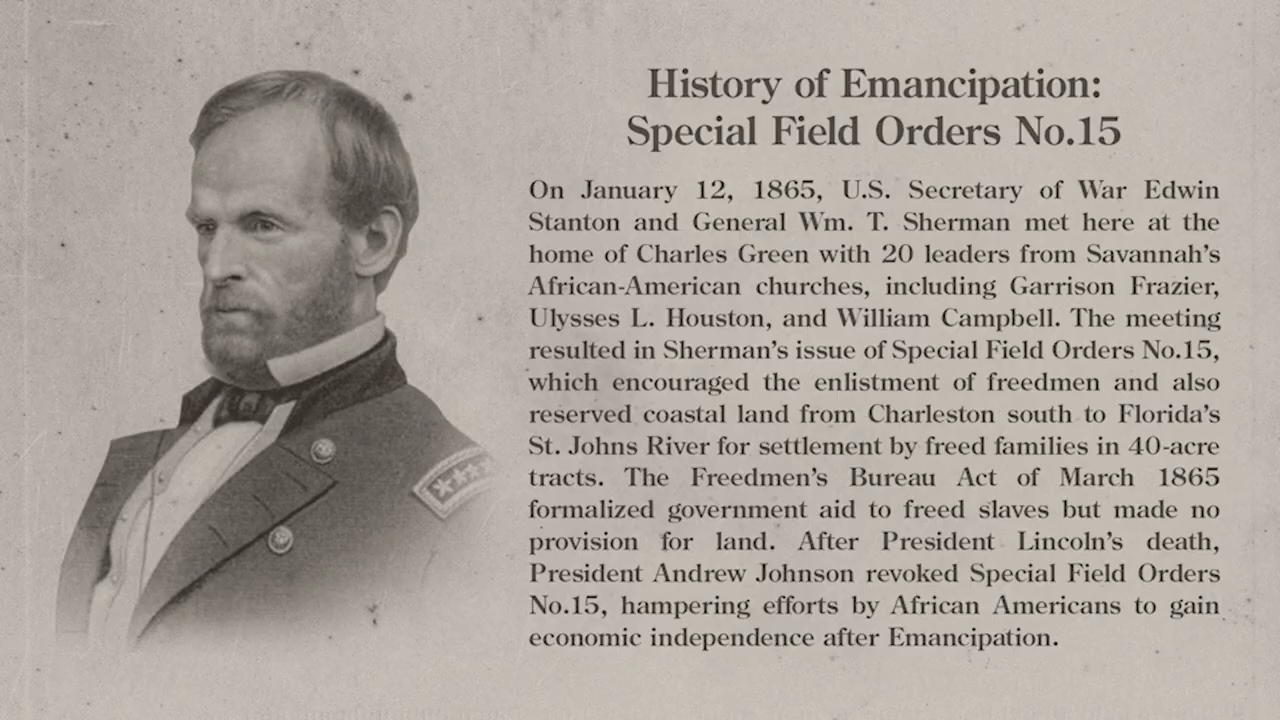 History of Emancipation:
Special Field Orders No.15
On January 12, 1865, U.S. Secretary of War Edwin
Stanton and General Wm. T. Sherman met here at the
home of Charles Green with 20 leaders from Savannah's
African-American churches, including Garrison Frazier,
Ulysses L. Houston, and William Campbell. The meeting
resulted in Sherman's issue of Special Field Orders No.15,
which encouraged the enlistment of freedmen and also
reserved coastal land from Charleston south to Florida's
St. Johns River for settlement by freed families in 40-acre
tracts. The Freedmen's Bureau Act of March 1865
formalized government aid to freed slaves but made no
provision for land. After President Lincoln's death,
President Andrew Johnson revoked Special Field Orders
No.15, hampering efforts by African Americans to gain
economic independence after Emancipation.